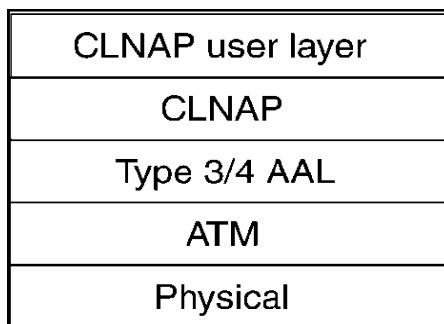 CLNAP user layer
CLNAP
Type 3/4 AAL
ATM
Physical